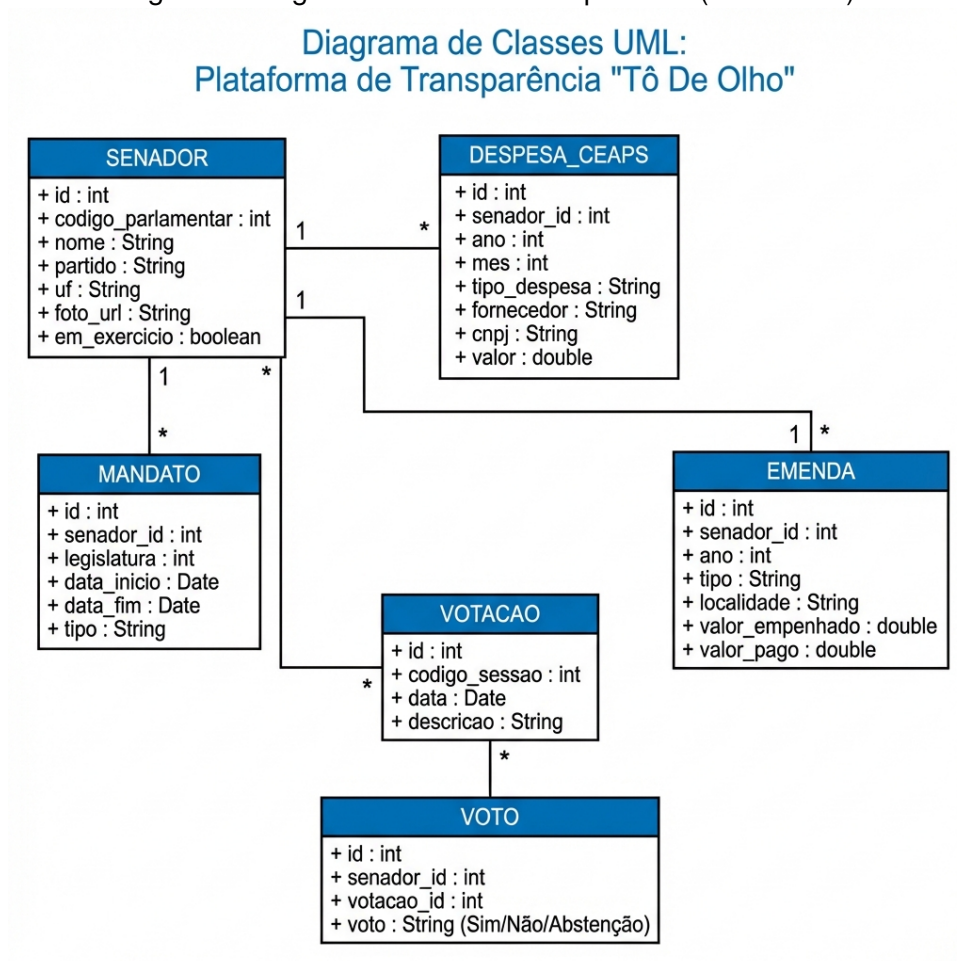 Diagrama de Classes UML:
Plataforma de Transparência "Tô De Olho"
SENADOR
+ id : int
+ codigo_parlamentar : int
+ nome : String
+ partido : String
+ uf : String
+ foto_url : String
+ em_exercicio : boolean
1
*
1
DESPESA_CEAPS
+ id : int
+ senador_id : int
+ ano : int
+ mes : int
+ tipo_despesa : String
+ fornecedor : String
+ cnpj : String
+ valor : double
1
*
*
1 *
MANDATO
+ id : int
+ senador_id : int
+ legislatura : int
+ data_inicio : Date
+ data_fim : Date
+ tipo : String
EMENDA
+ id : int
+ senador_id : int
+ ano : int
+ tipo : String
+ localidade : String
+ valor_empenhado : double
+ valor_pago : double
VOTACAO
+ id : int
+ codigo_sessao : int
+ data : Date
+ descricao : String
*
*
VOTO
+ id : int
+ senador_id : int
+ votacao_id : int
+ voto : String (Sim/Não/Abstenção)